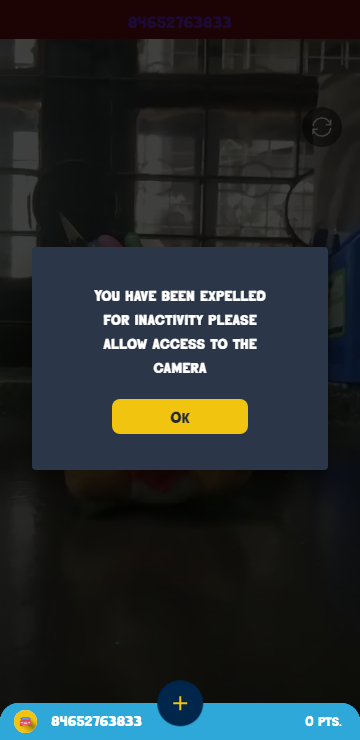 84652763833
YOU HAVE BEEN EXPELLED
FOR INACTIVITY PLEASE
ALLOW ACCESS TO THE
CAMERA
OK
84652763833
0 PTS.